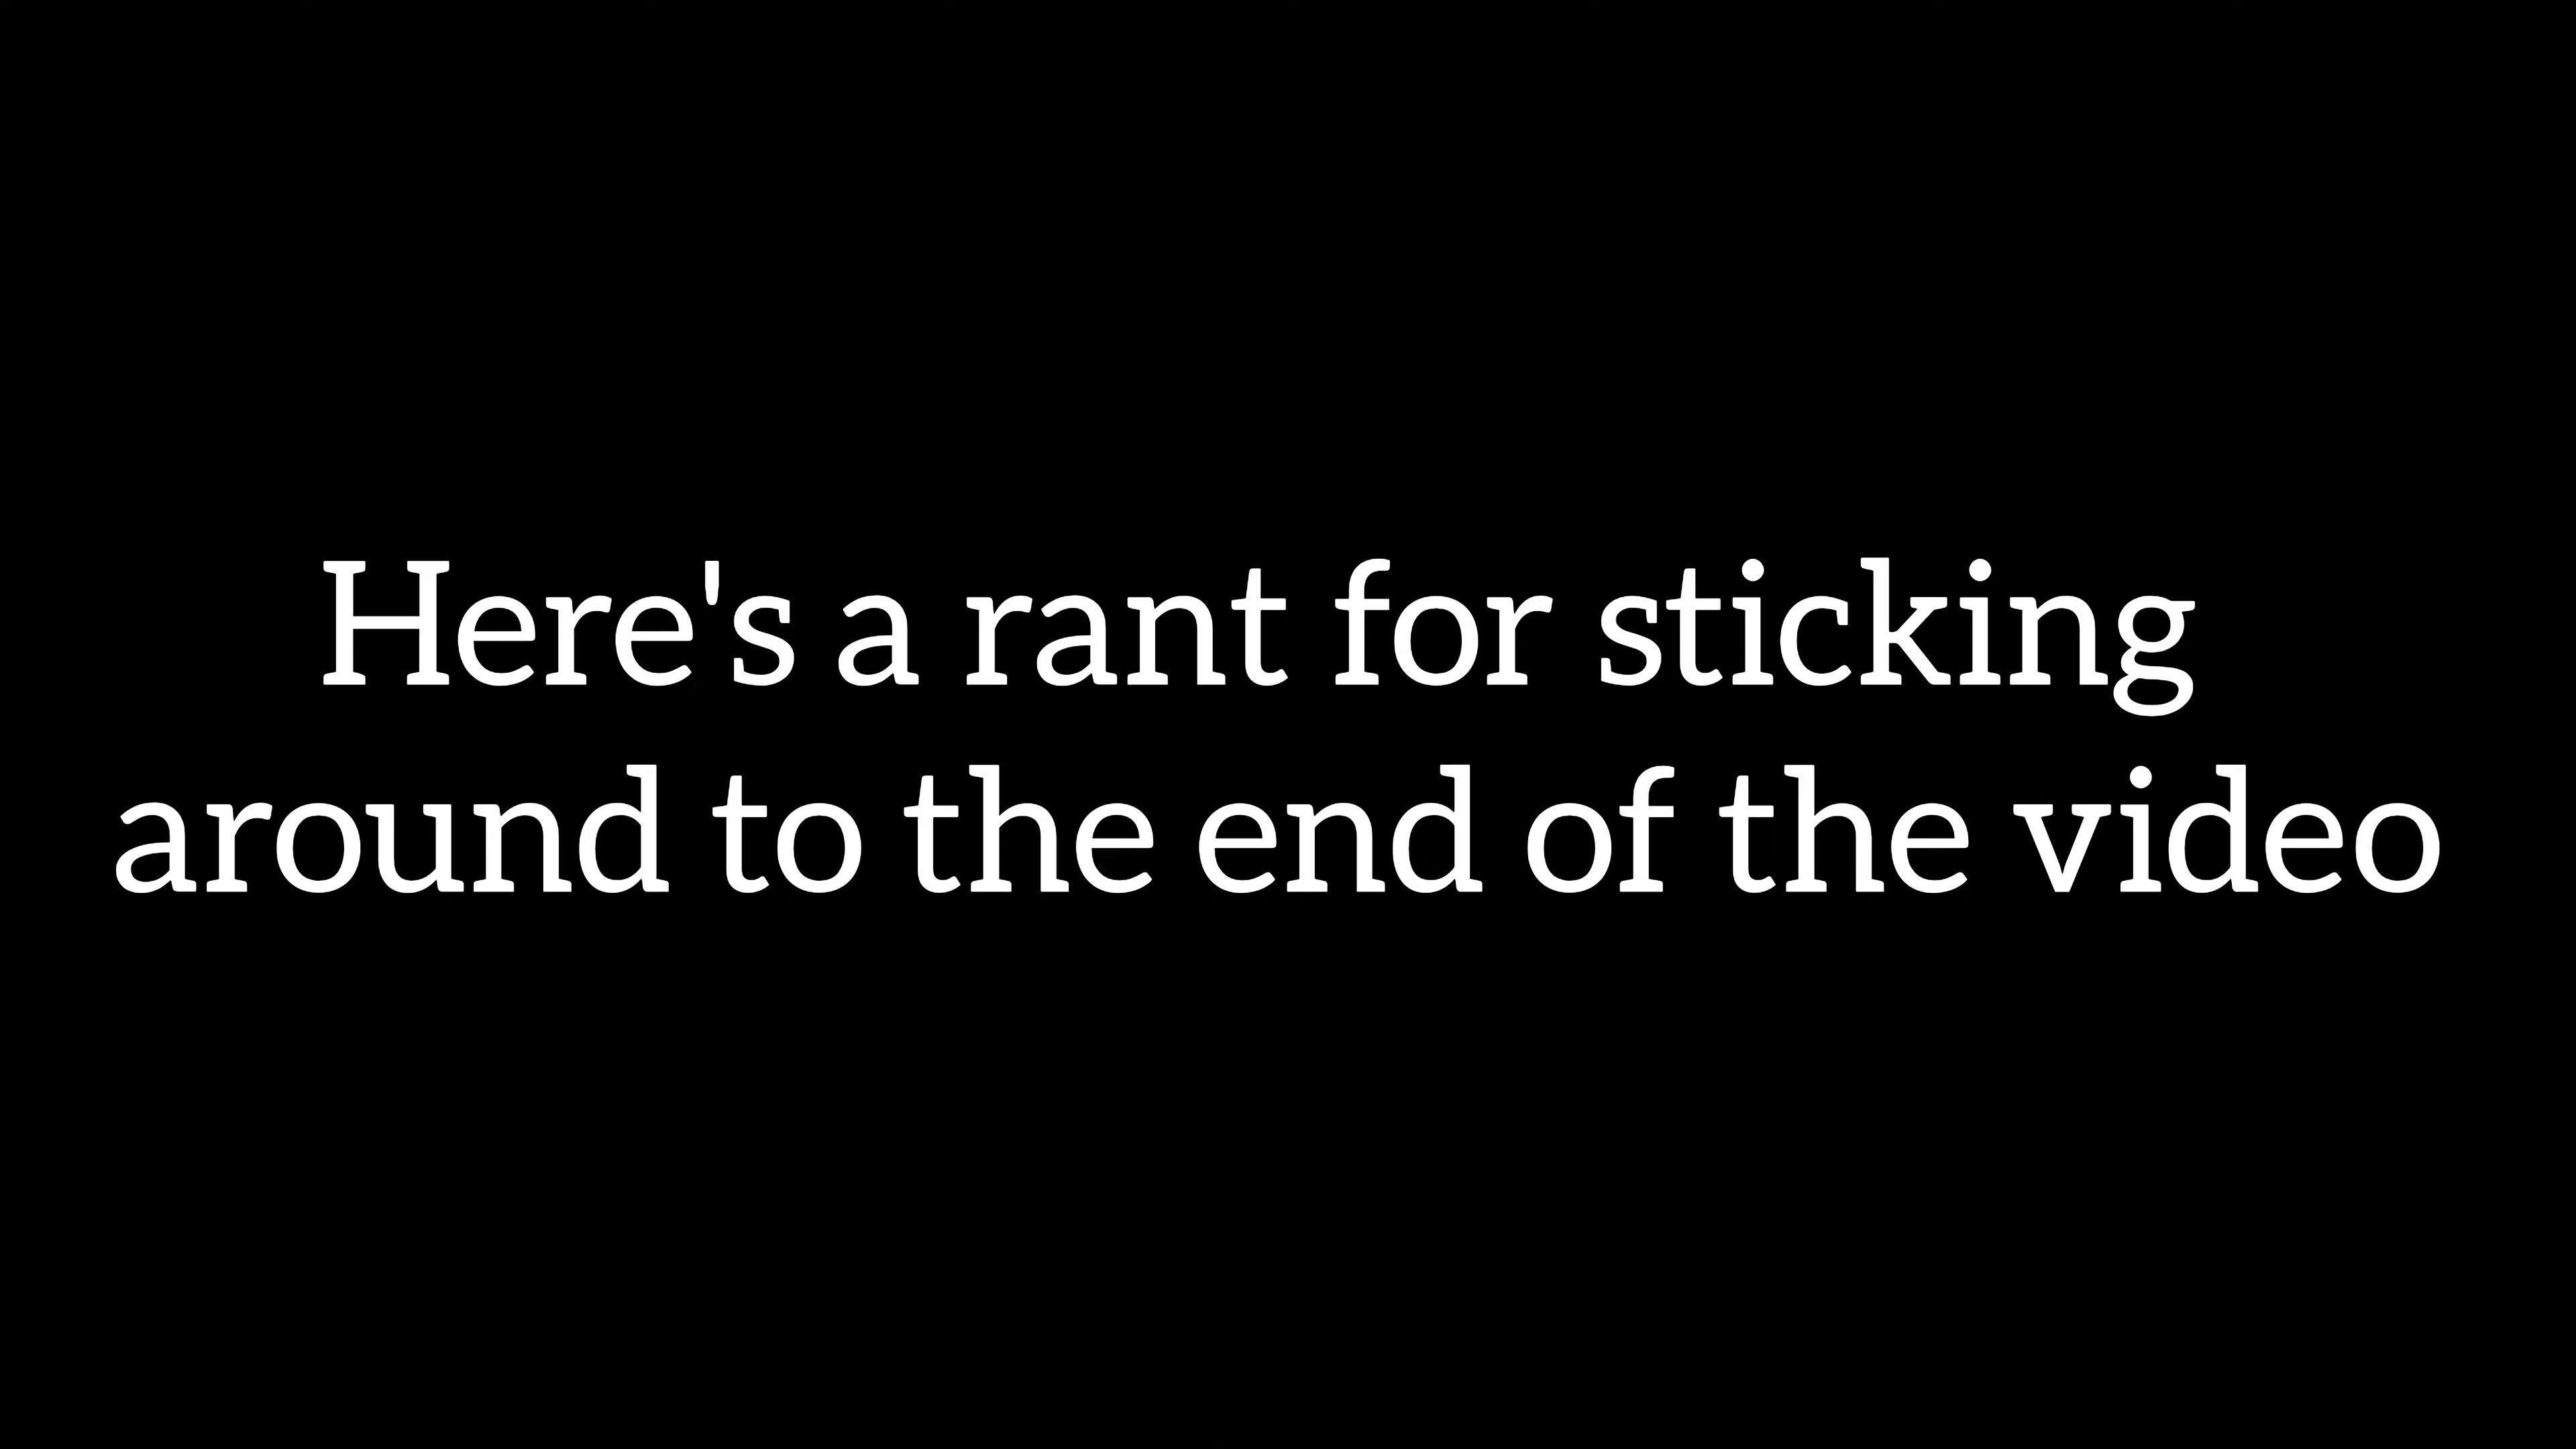 Here's a rant for sticking
around to the end of the video